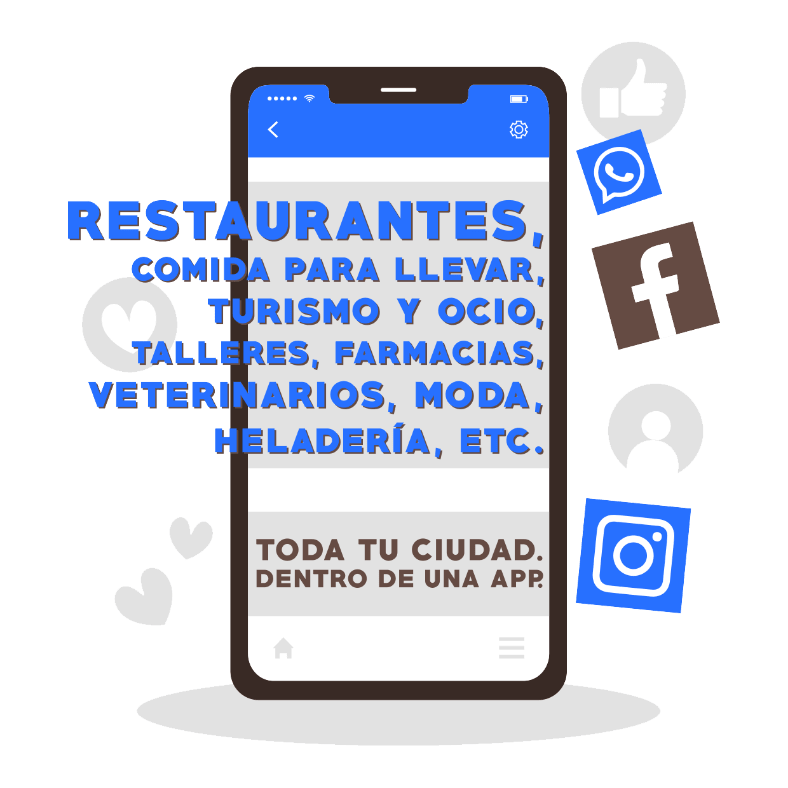 RESTAURANTES,
COMIDA PARA LLEVAR,
TURISMO Y OCIO,
TALLERES, FARMACIAS,
VETERINARIOS, MODA,
HELADERÍA, ETC.
TODA TU CIUDAD.
DENTRO DE UNA APP.